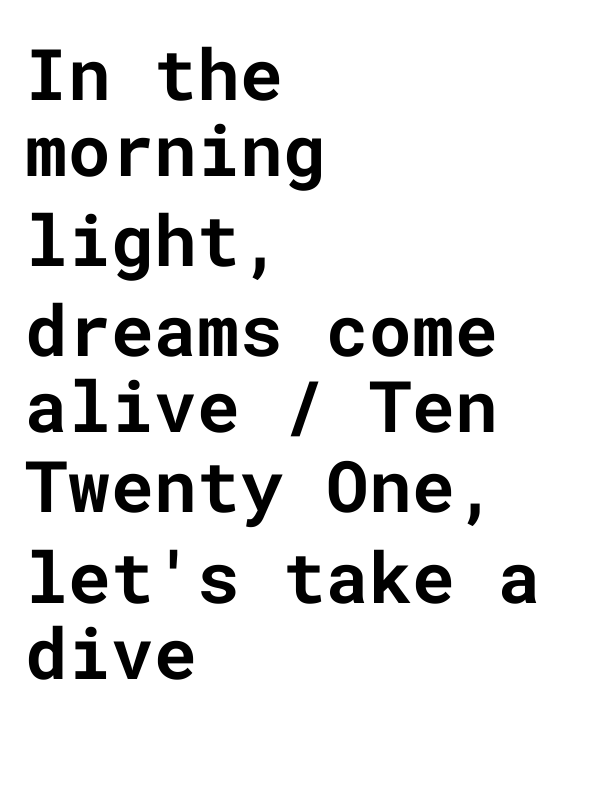 In the
morning
light,
dreams come
alive / Ten
Twenty One,
let's take a
dive